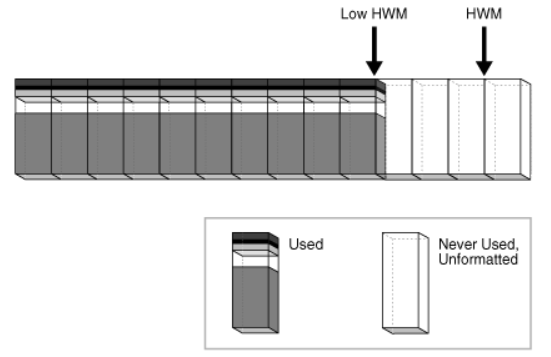 Low HWM
HWM
Used
Never Used,
Unformatted